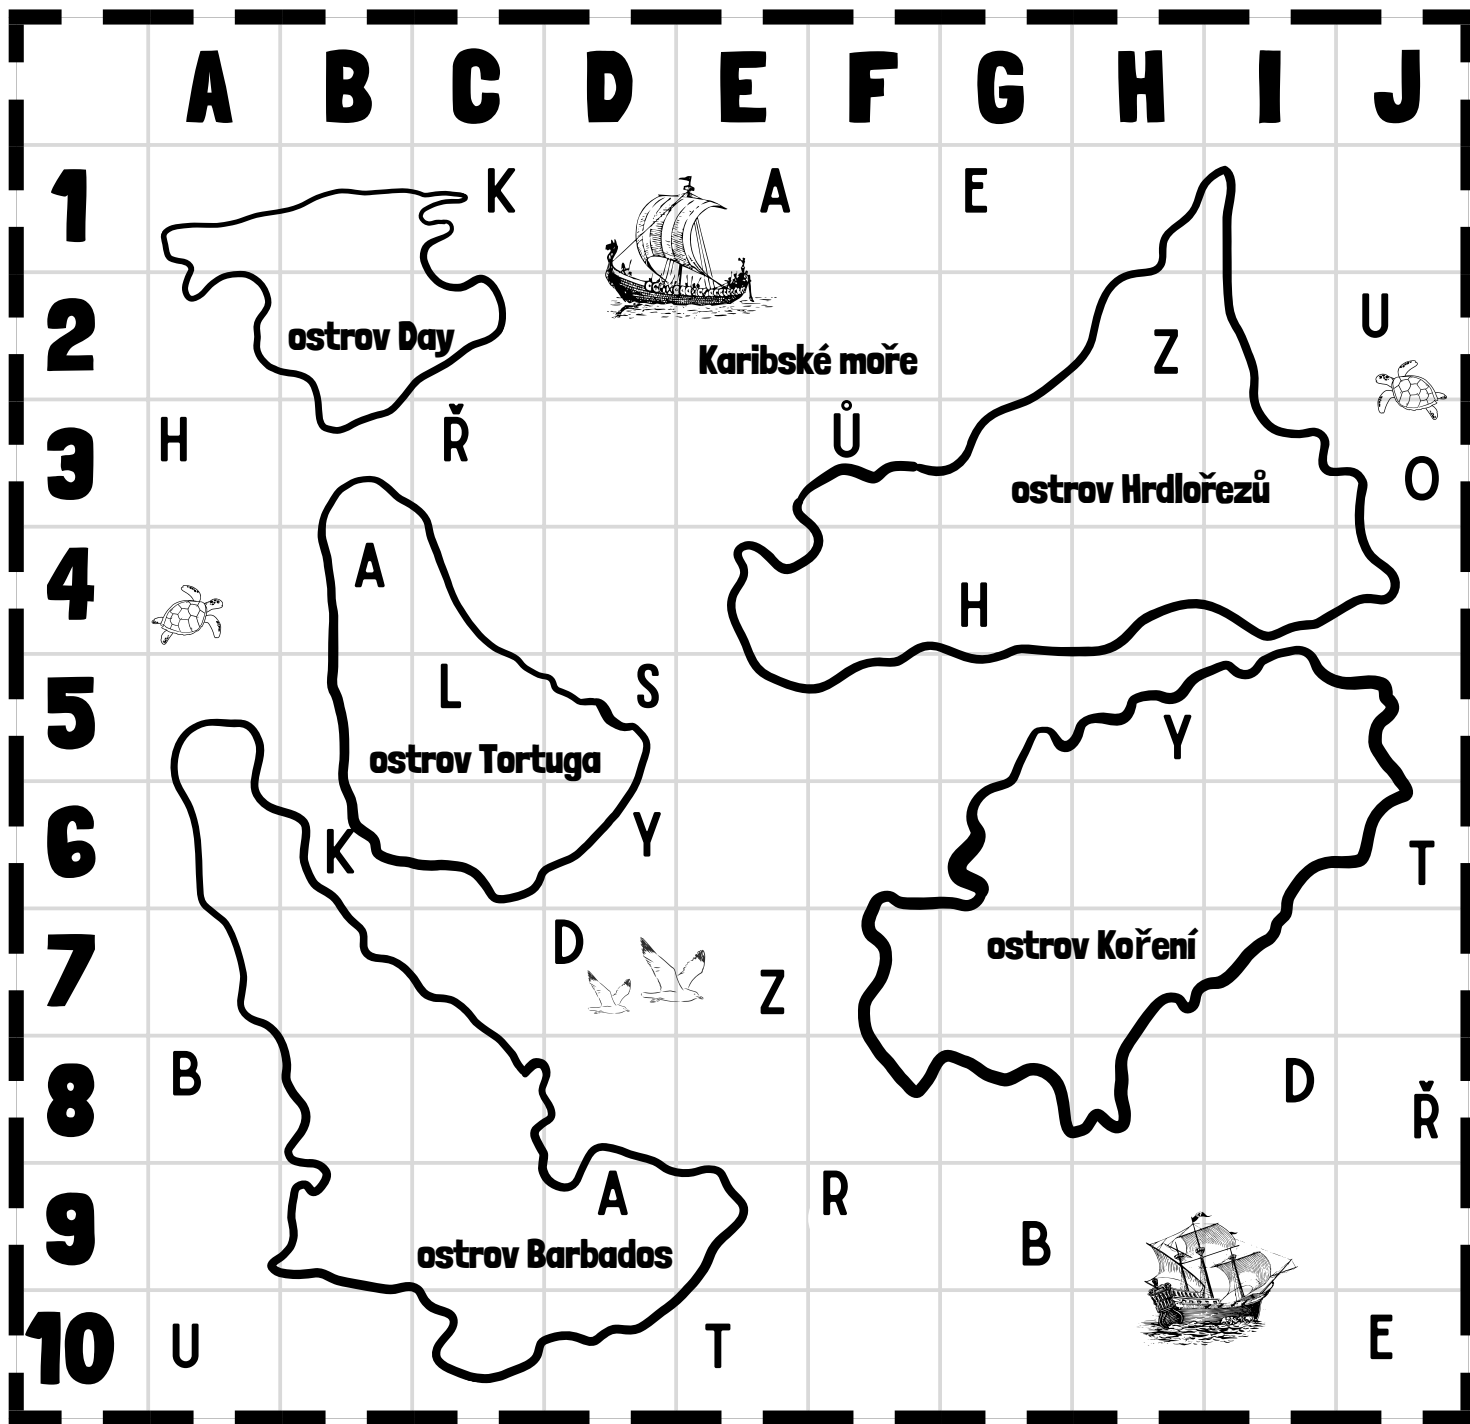 A B C D E F G H I J
1 K A E
2 U
ostrov Day Z
Karibské moře
3 H Ř Ů
O
ostrov Hrdlořezů
4 A H
5 L S
Y
ostrov Tortuga
6 K Y T
7 D
ostrov Koření
Z
8 B D Ř
9 A R
B
ostrov Barbados
10 U T E